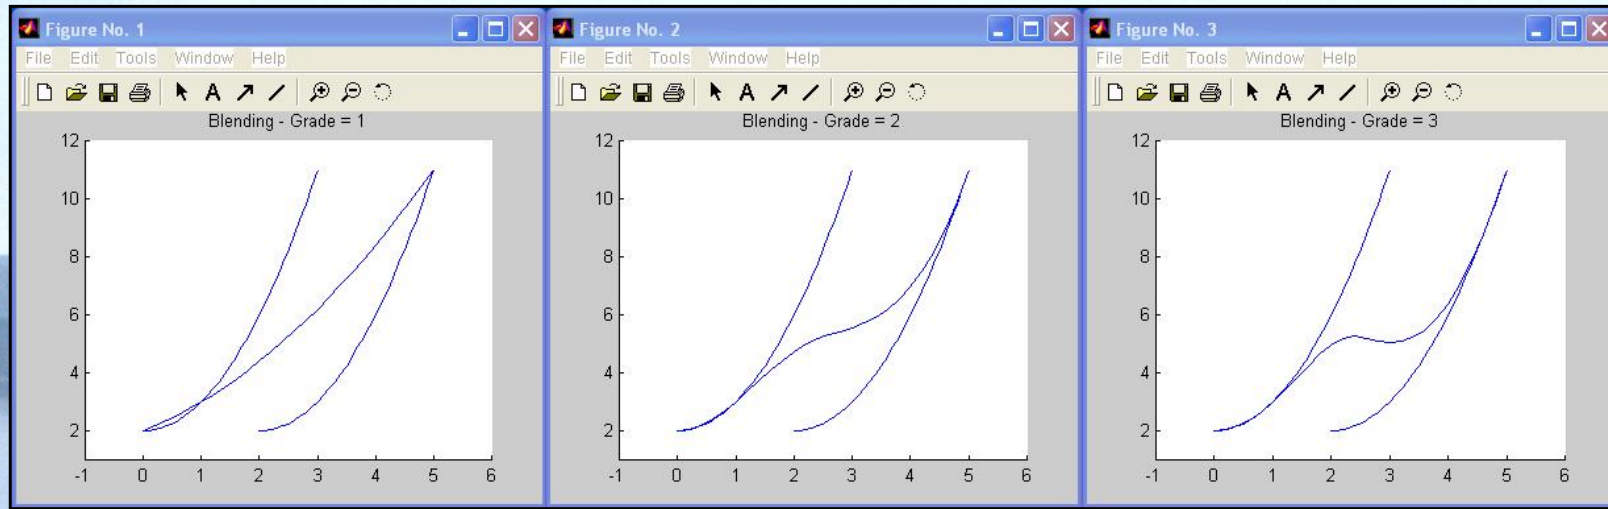 Figure No. 1
File Edit Tools Window Help
Blending - Grade = 1
12
10
8
6
4
2
-1 0 1 2 3 4 5 6
Figure No. 2
File Edit Tools Window Help
Blending - Grade = 2
12
10
8
6
4
2
-1 0 1 2 3 4 5 6
Figure No. 3
File Edit Tools Window Help
Blending - Grade = 3
12
10
8
6
4
2
-1 0 1 2 3 4 5 6